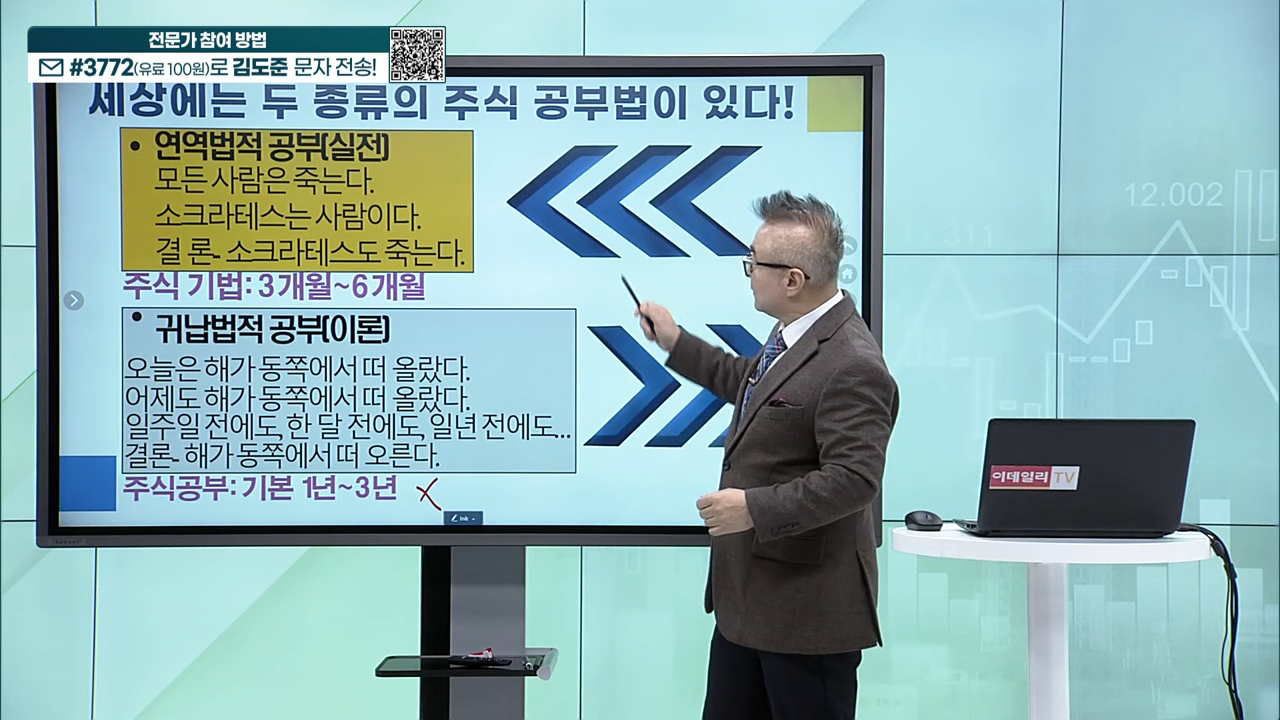 전문가 참여 방법
#3772(유료 100원)로 김도준 문자 전송!
세상에는 두 종류의 주식 공부법이 있다!
• 연역법적 공부(실전)
모든 사람은 죽는다.
소크라테스는 사람이다.
결 론- 소크라테스도 죽는다.
주식 기법: 3개월~6개월
• 귀납법적 공부(이론)
오늘은 해가 동쪽에서 떠 올랐다.
어제도 해가 동쪽에서 떠 올랐다.
일주일 전에도, 한 달 전에도, 일년 전에도...
결론- 해가 동쪽에서 떠 오른다.
주식공부: 기본 1년~3년
Ink
12.002
이데일리 TV